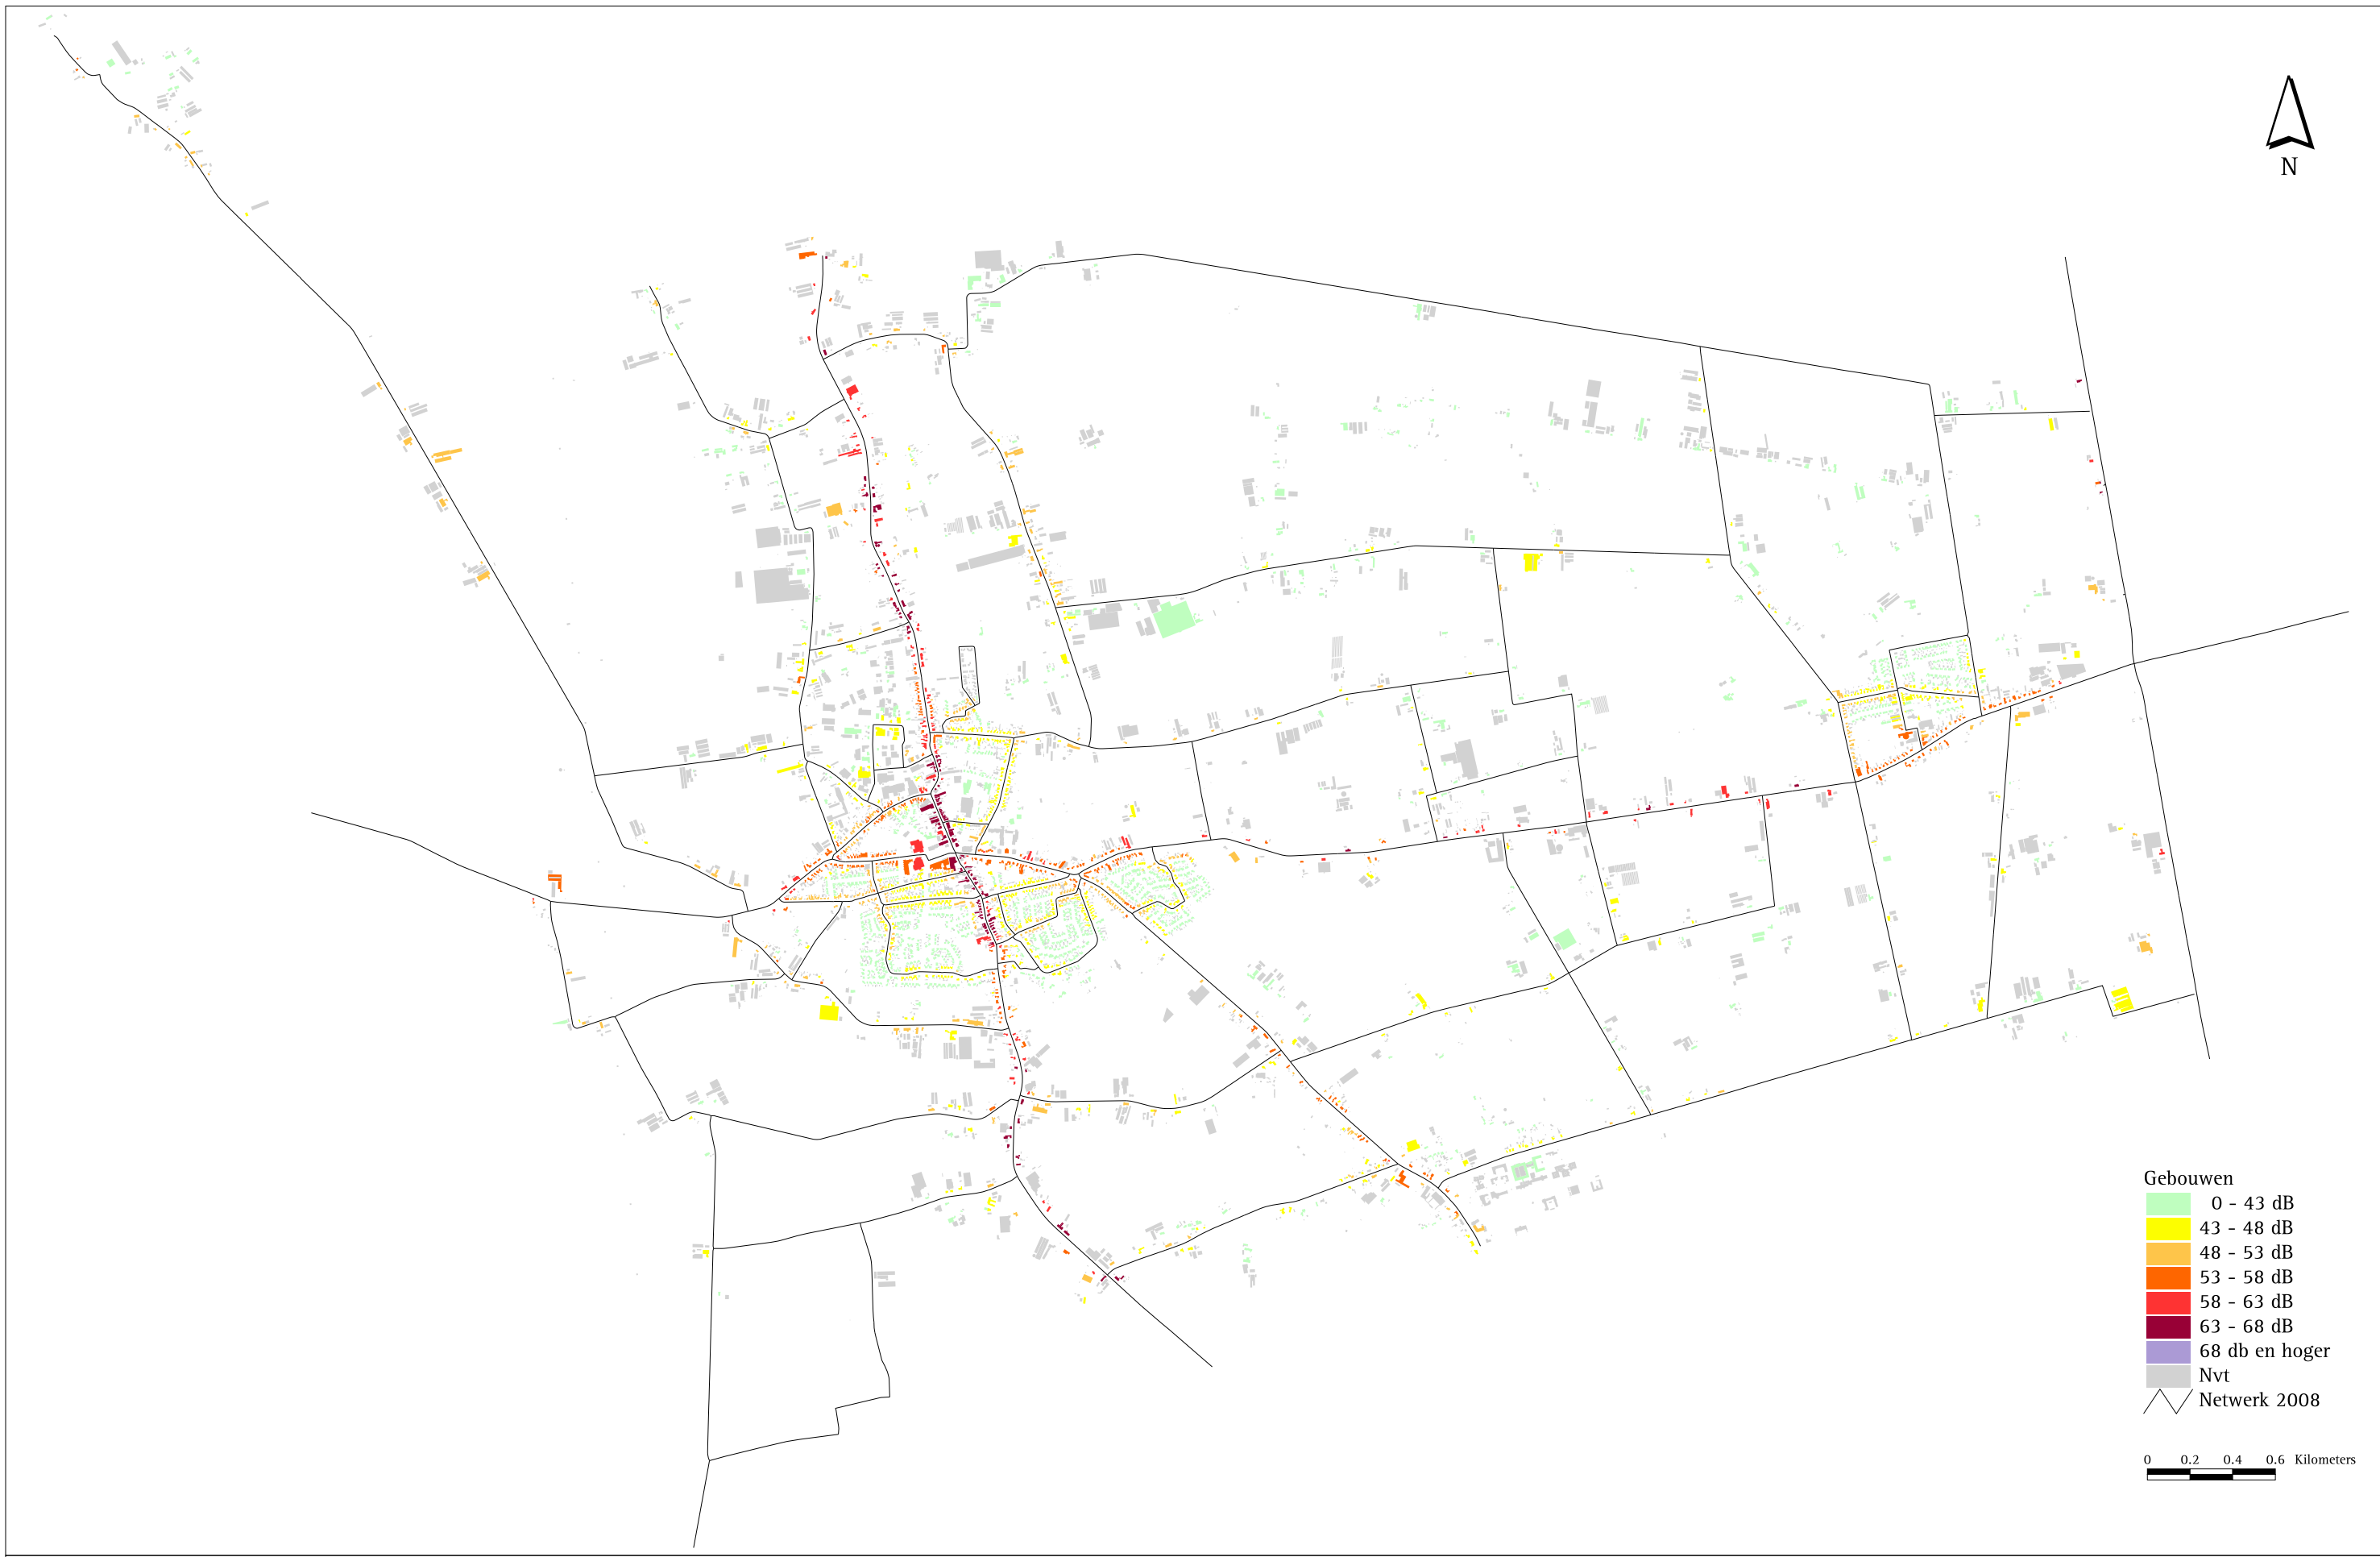 N
Gebouwen
0 - 43 dB
43 - 48 dB
48 - 53 dB
53 - 58 dB
58 - 63 dB
63 - 68 dB
68 db en hoger
Nvt
Netwerk 2008
0 0.2 0.4 0.6 Kilometers